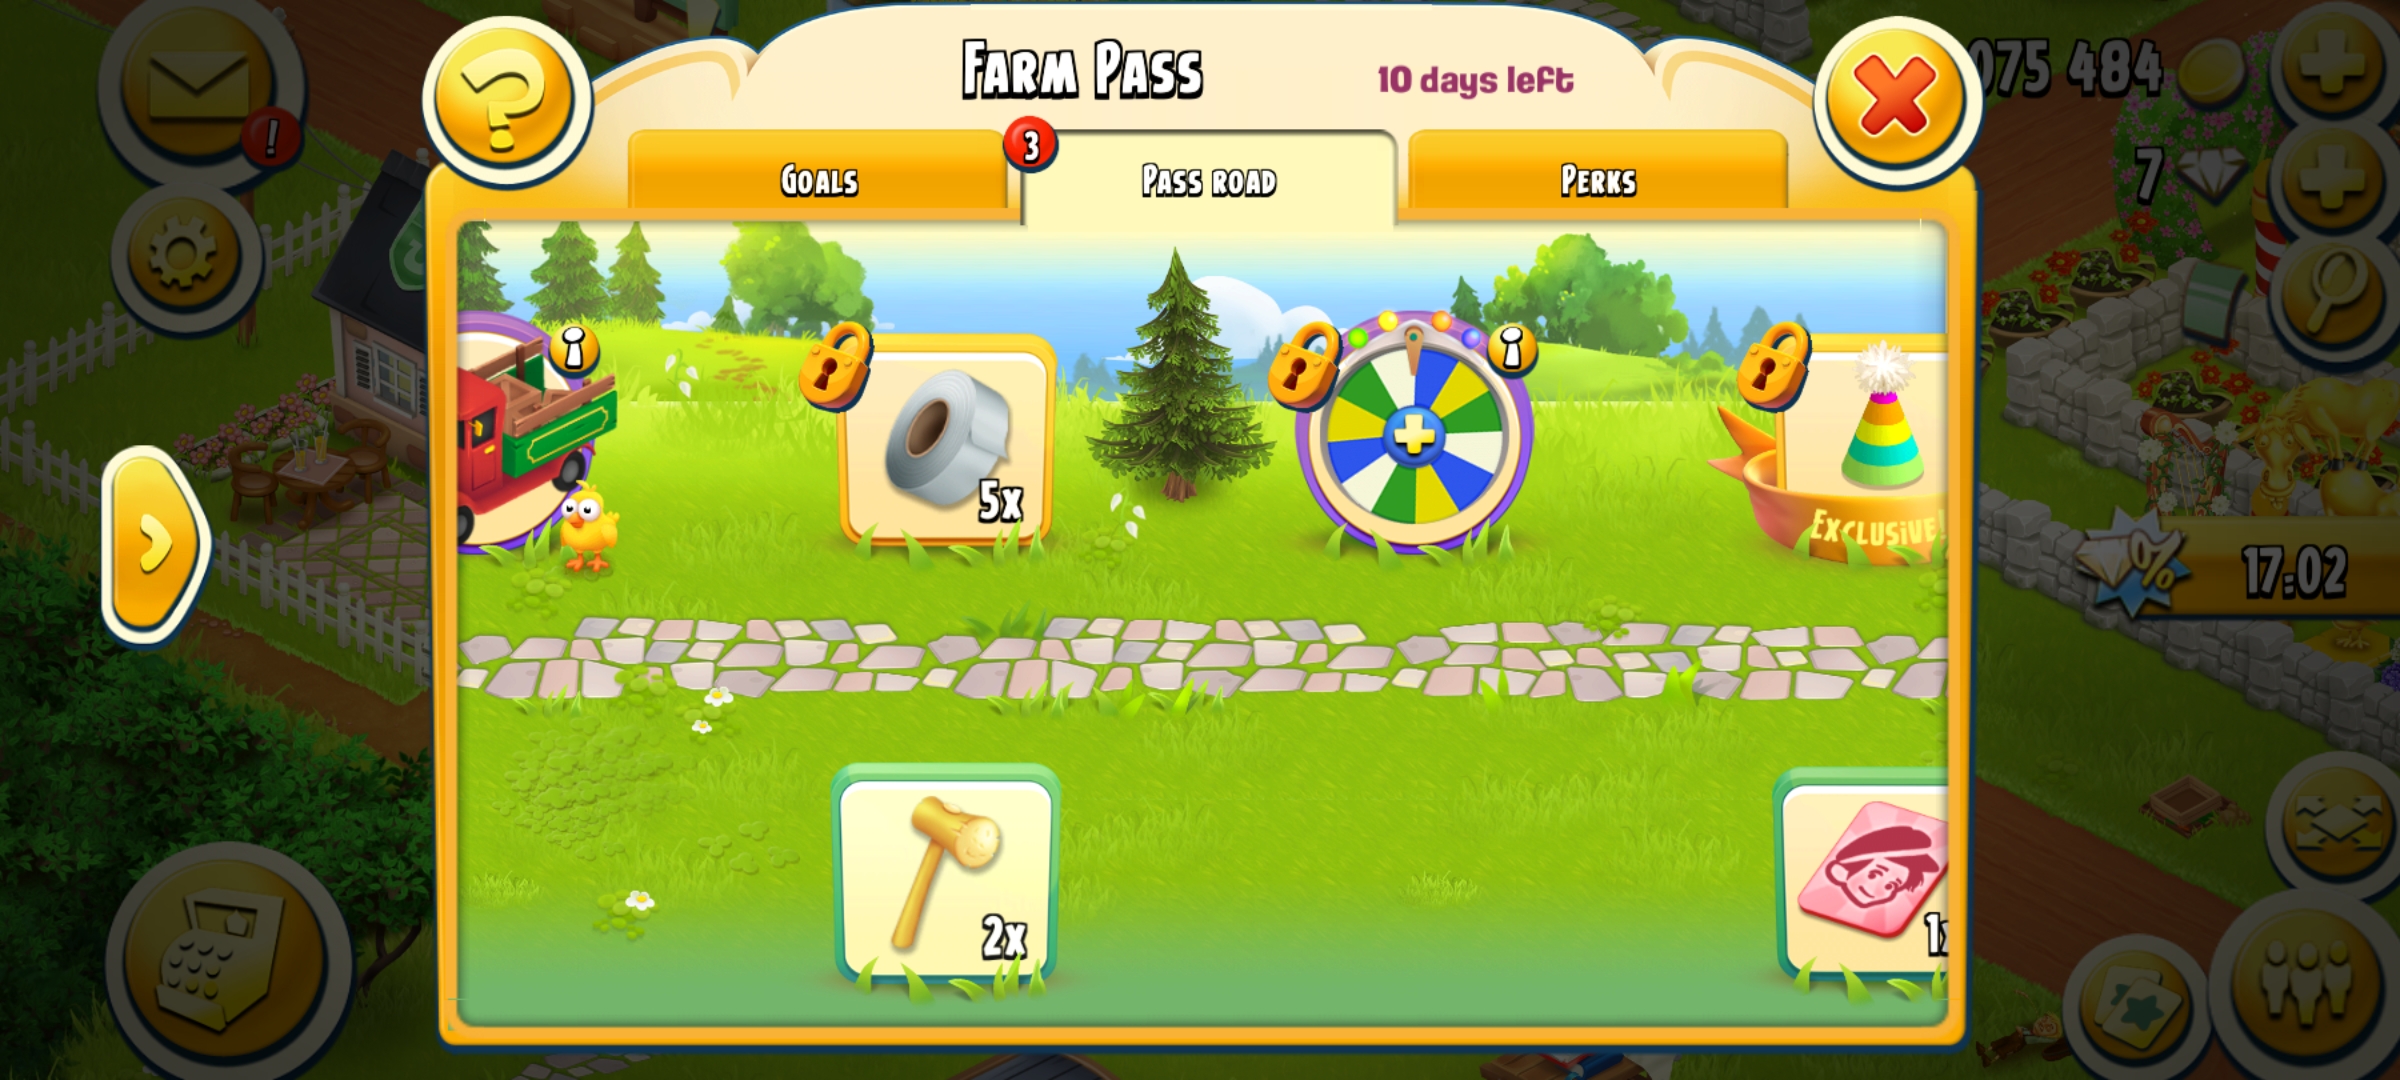 FARM PASS
10 days left
075 484
!
3
GOALS
PASS ROAD
PERKS
7
5x
EXCLUSIVE!
%
17:02
2x